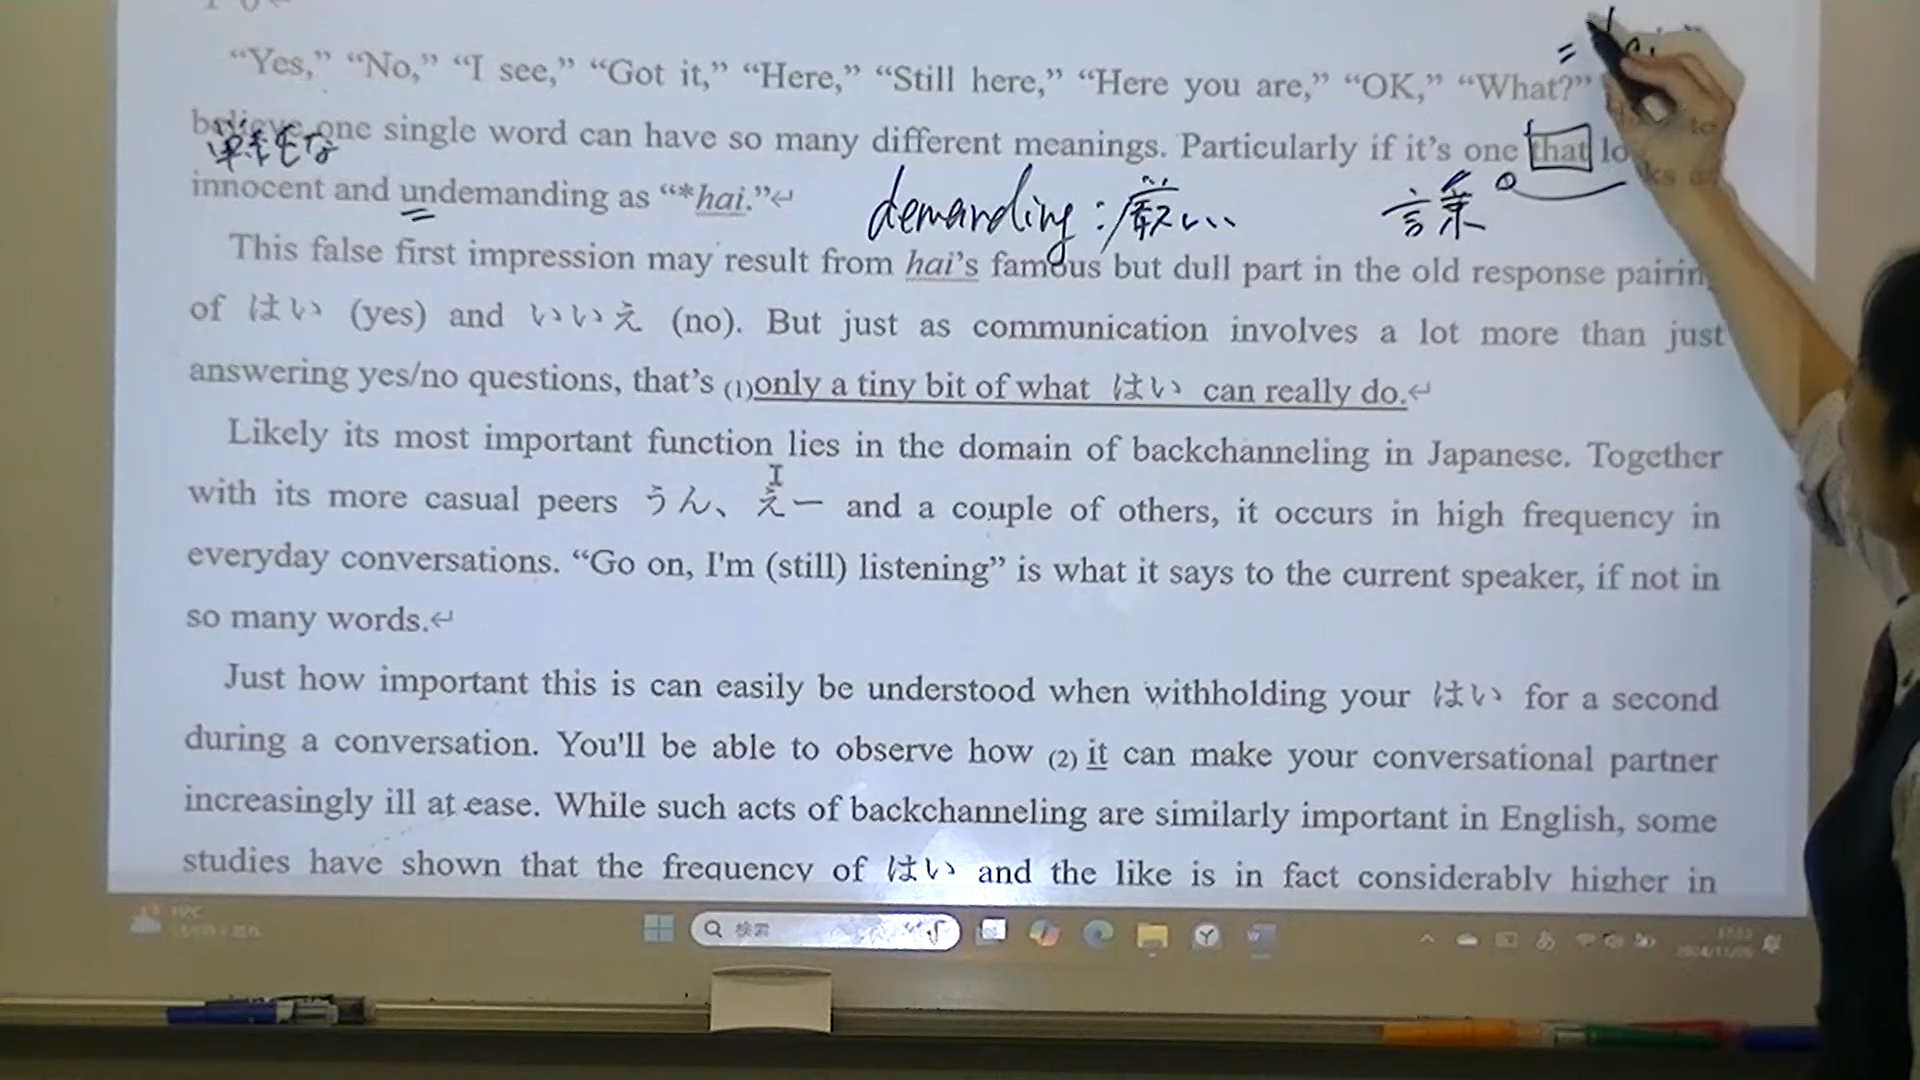 “Yes,” “No,” “I see,” “Got it,” “Here,” “Still here,” “Here you are,” “OK,” “What?”
=
believe one single word can have so many different meanings. Particularly if it’s one that
innocent and undemanding as “*hai.”↵
demanding : 厳しい
言葉
This false first impression may result from hai’s famous but dull part in the old response
of はい (yes) and いいえ (no). But just as communication involves a lot more than just
answering yes/no questions, that’s (1)only a tiny bit of what はい can really do.↵
Likely its most important function lies in the domain of backchanneling in Japanese. Together
with its more casual peers うん、えー and a couple of others, it occurs in high frequency in
everyday conversations. “Go on, I'm (still) listening” is what it says to the current speaker, if not in
so many words.↵
Just how important this is can easily be understood when withholding your はい for a second
during a conversation. You'll be able to observe how (2) it can make your conversational partner
increasingly ill at ease. While such acts of backchanneling are similarly important in English, some
studies have shown that the frequency of はい and the like is in fact considerably higher in
検索
あ